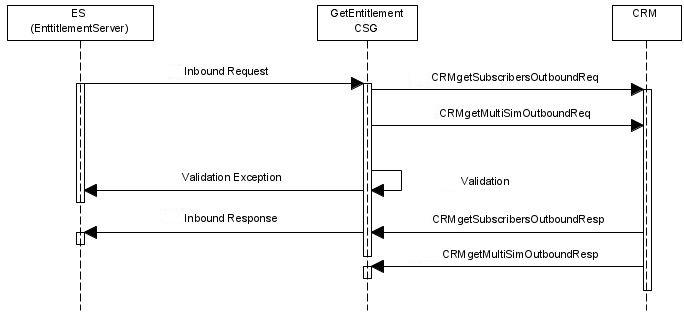 ES
(EnttitlementServer)
GetEntitlement
CSG
CRM
Inbound Request
CRMgetSubscribersOutboundReq
CRMgetMultiSimOutboundReq
Validation Exception
Validation
Inbound Response
CRMgetSubscribersOutboundResp
CRMgetMultiSimOutboundResp